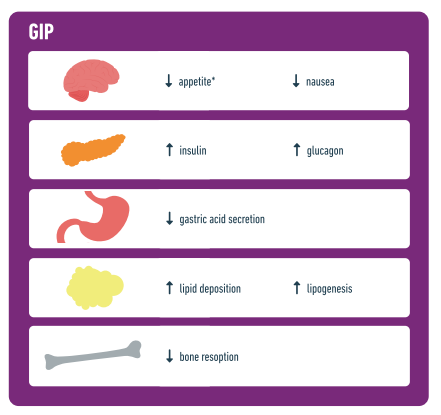 GIP
↓ appetite* ↓ nausea
↑ insulin ↑ glucagon
↓ gastric acid secretion
↑ lipid deposition ↑ lipogenesis
↓ bone resoption